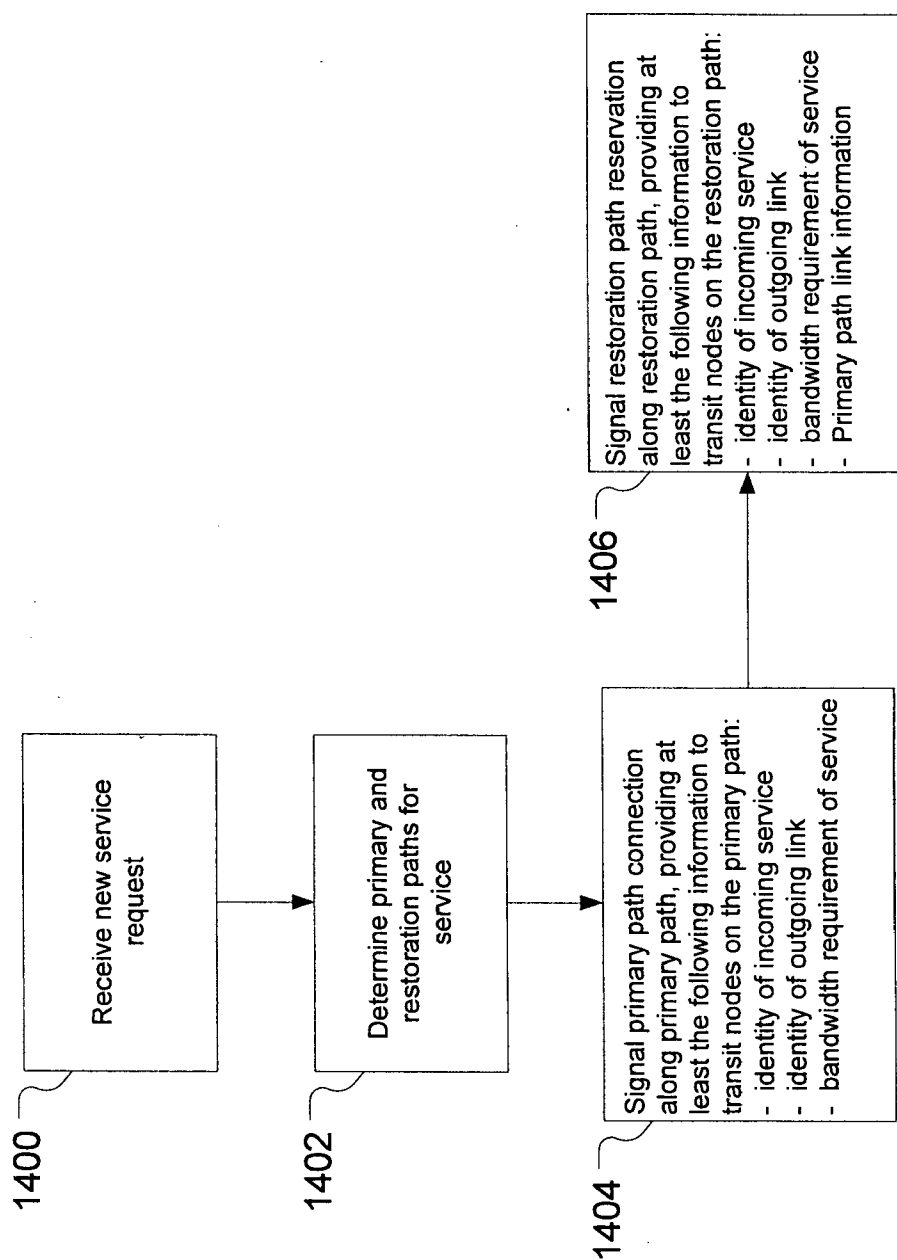 1400
Receive new service
request
1402
Determine primary and
restoration paths for
service
1404
Signal primary path connection
along primary path, providing at
least the following information to
transit nodes on the primary path:
- identity of incoming service
- identity of outgoing link
- bandwidth requirement of service
1406
Signal restoration path reservation
along restoration path, providing at
least the following information to
transit nodes on the restoration path:
- identity of incoming service
- identity of outgoing link
- bandwidth requirement of service
- Primary path link information